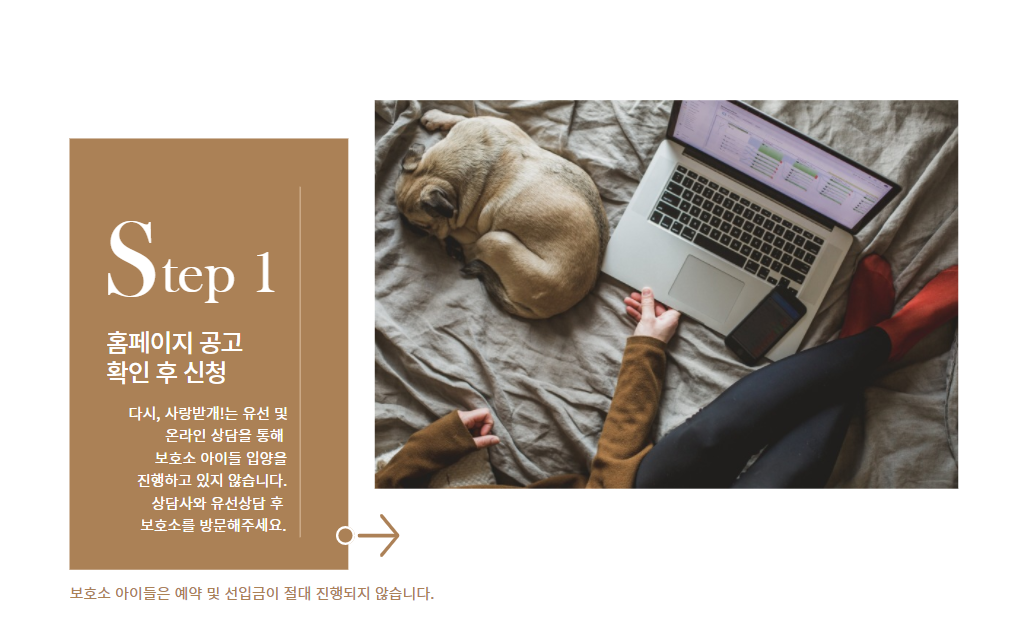 Step 1
홈페이지 공고
확인 후 신청
다시, 사랑받개!는 유선 및
온라인 상담을 통해
보호소 아이들 입양을
진행하고 있지 않습니다.
상담사와 유선상담 후
보호소를 방문해주세요.
보호소 아이들은 예약 및 선입금이 절대 진행되지 않습니다.